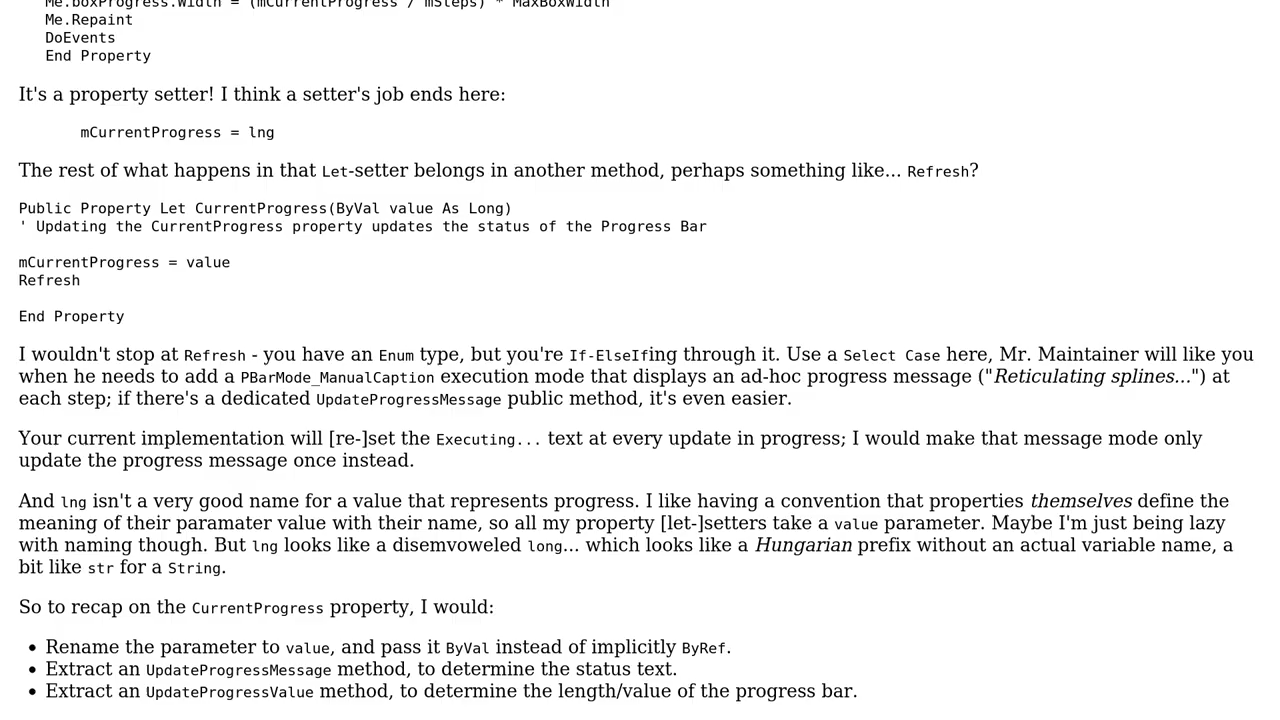 Me.boxProgress.Width = (mCurrentProgress / mSteps) * MaxBoxWidth
Me.Repaint
DoEvents
End Property
It's a property setter! I think a setter's job ends here:
mCurrentProgress = lng
The rest of what happens in that Let-setter belongs in another method, perhaps something like... Refresh?
Public Property Let CurrentProgress(ByVal value As Long)
' Updating the CurrentProgress property updates the status of the Progress Bar
mCurrentProgress = value
Refresh
End Property
I wouldn't stop at Refresh - you have an Enum type, but you're If-ElseIfing through it. Use a Select Case here, Mr. Maintainer will like you
when he needs to add a PBarMode_ManualCaption execution mode that displays an ad-hoc progress message ("Reticulating splines...") at
each step; if there's a dedicated UpdateProgressMessage public method, it's even easier.
Your current implementation will [re-]set the Executing... text at every update in progress; I would make that message mode only
update the progress message once instead.
And lng isn't a very good name for a value that represents progress. I like having a convention that properties themselves define the
meaning of their paramater value with their name, so all my property [let-]setters take a value parameter. Maybe I'm just being lazy
with naming though. But lng looks like a disemvoweled long... which looks like a Hungarian prefix without an actual variable name, a
bit like str for a String.
So to recap on the CurrentProgress property, I would:
• Rename the parameter to value, and pass it ByVal instead of implicitly ByRef.
• Extract an UpdateProgressMessage method, to determine the status text.
• Extract an UpdateProgressValue method, to determine the length/value of the progress bar.